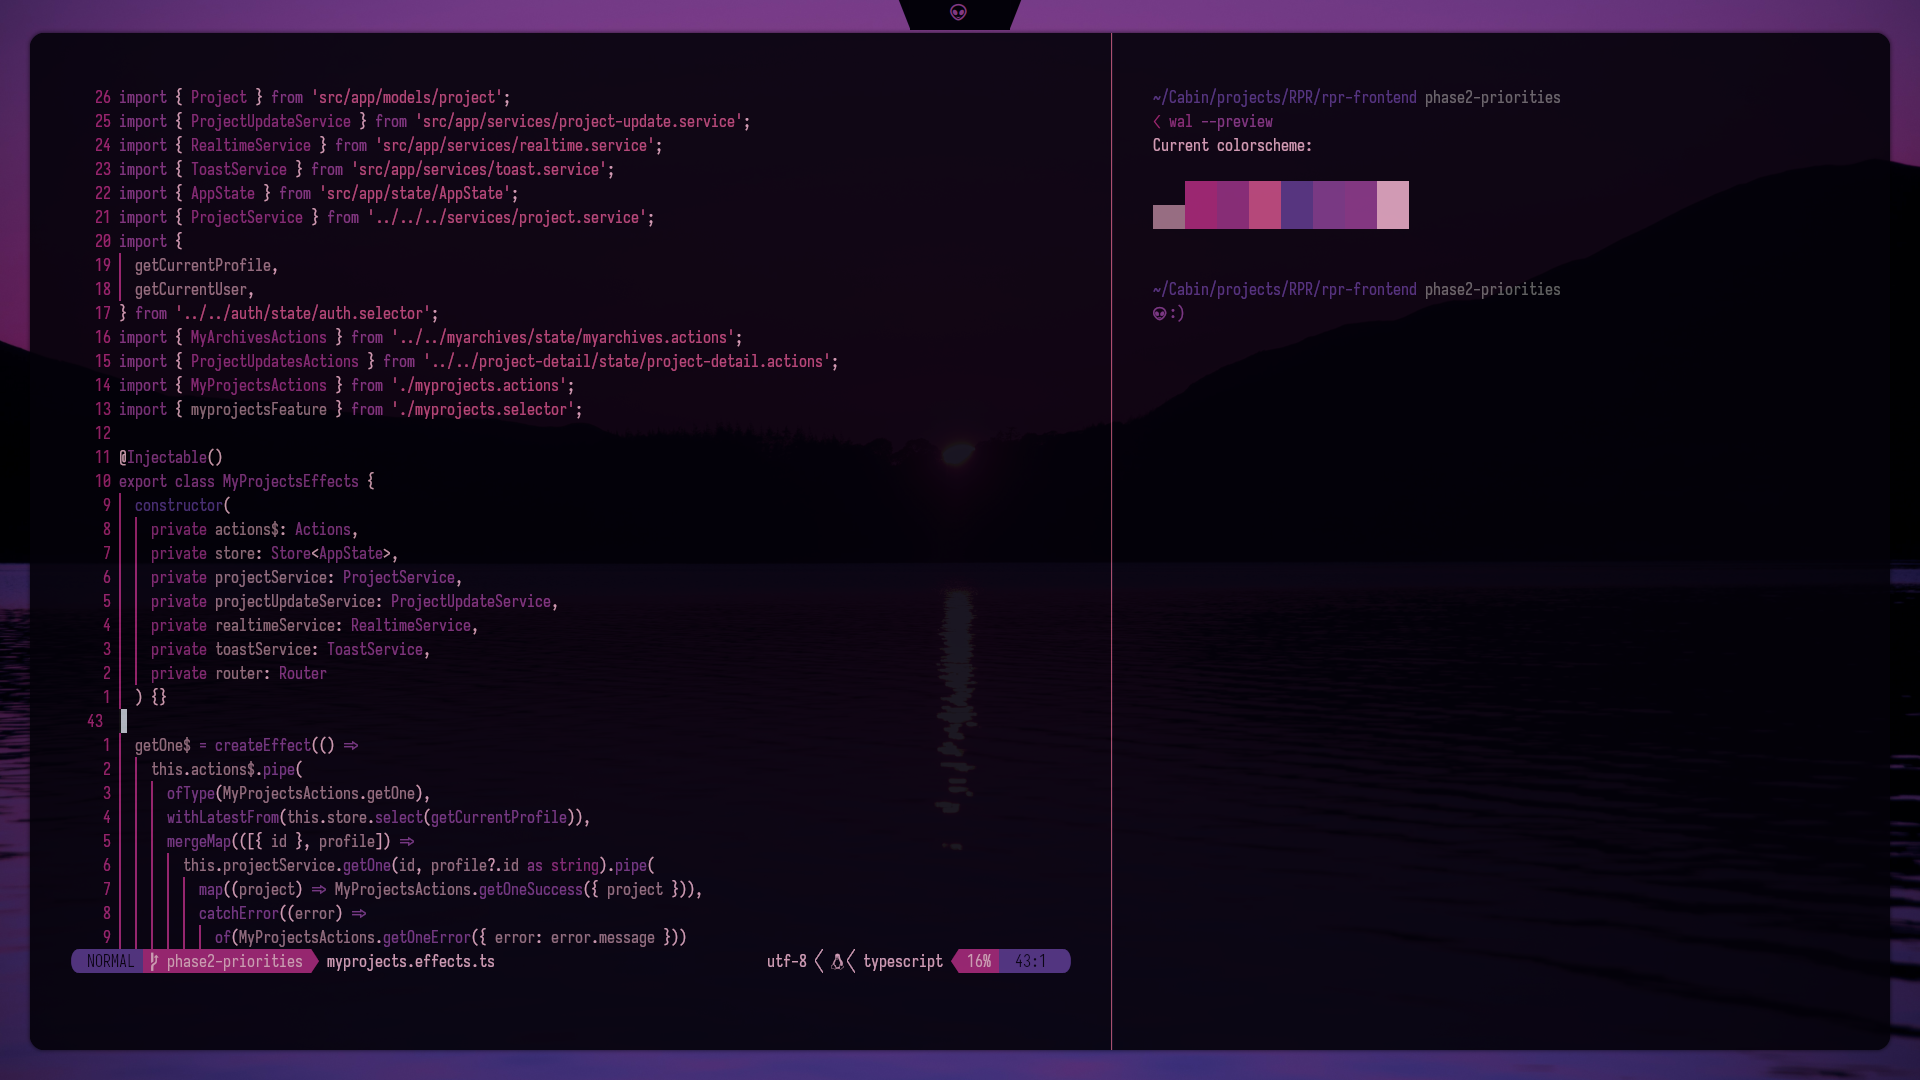 26 import { Project } from 'src/app/models/project';
25 import { ProjectUpdateService } from 'src/app/services/project-update.service';
24 import { RealtimeService } from 'src/app/services/realtime.service';
23 import { ToastService } from 'src/app/services/toast.service';
22 import { AppState } from 'src/app/state/AppState';
21 import { ProjectService } from '../../../services/project.service';
20 import {
19   getCurrentProfile,
18   getCurrentUser,
17 } from '../../auth/state/auth.selector';
16 import { MyArchivesActions } from '../../myarchives/state/myarchives.actions';
15 import { ProjectUpdatesActions } from '../../project-detail/state/project-detail.actions';
14 import { MyProjectsActions } from './myprojects.actions';
13 import { myprojectsFeature } from './myprojects.selector';
12
11 @Injectable()
10 export class MyProjectsEffects {
9   constructor(
8     private actions$: Actions,
7     private store: Store<AppState>,
6     private projectService: ProjectService,
5     private projectUpdateService: ProjectUpdateService,
4     private realtimeService: RealtimeService,
3     private toastService: ToastService,
2     private router: Router
1   ) {}
43
1   getOne$ = createEffect(() =>
2     this.actions$.pipe(
3       ofType(MyProjectsActions.getOne),
4       withLatestFrom(this.store.select(getCurrentProfile)),
5       mergeMap(([{ id }, profile]) =>
6         this.projectService.getOne(id, profile?.id as string).pipe(
7           map((project) => MyProjectsActions.getOneSuccess({ project })),
8           catchError((error) =>
9             of(MyProjectsActions.getOneError({ error: error.message }))
NORMAL phase2-priorities myprojects.effects.ts utf-8 typescript 16% 43:1
~/Cabin/projects/RPR/rpr-frontend phase2-priorities
< wal --preview
Current colorscheme:
~/Cabin/projects/RPR/rpr-frontend phase2-priorities
:)